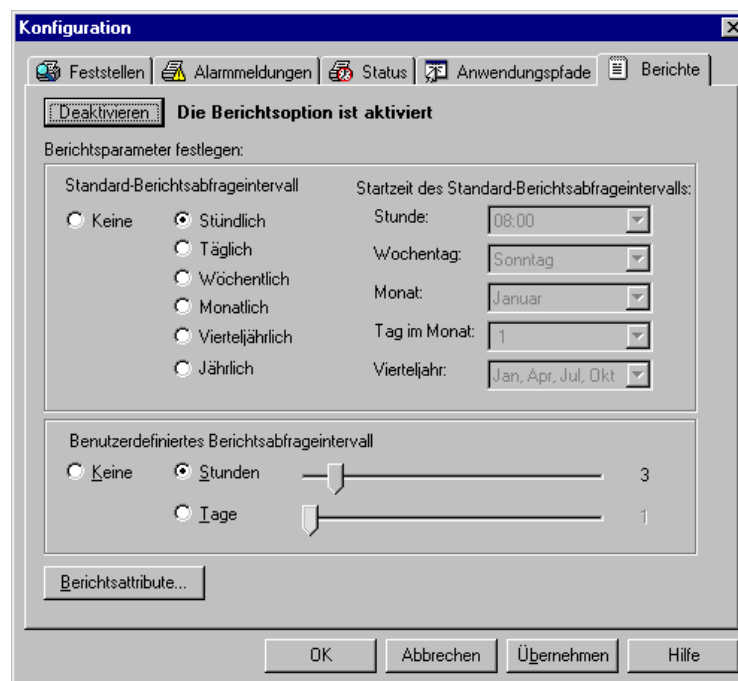 Konfiguration
Feststellen Alarmmeldungen Status Anwendungspfade Berichte
Deaktivieren Die Berichtsoption ist aktiviert
Berichtsparameter festlegen:
Standard-Berichtsabfrageintervall
Keine
Stündlich
Täglich
Wöchentlich
Monatlich
Vierteljährlich
Jährlich
Startzeit des Standard-Berichtsabfrageintervalls:
Stunde: 08:00
Wochentag: Sonntag
Monat: Januar
Tag im Monat: 1
Vierteljahr: Jan, Apr, Jul, Okt
Benutzerdefiniertes Berichtsabfrageintervall
Keine Stunden 3
Tage 1
Berichtsattribute...
OK Abbrechen Übernehmen Hilfe